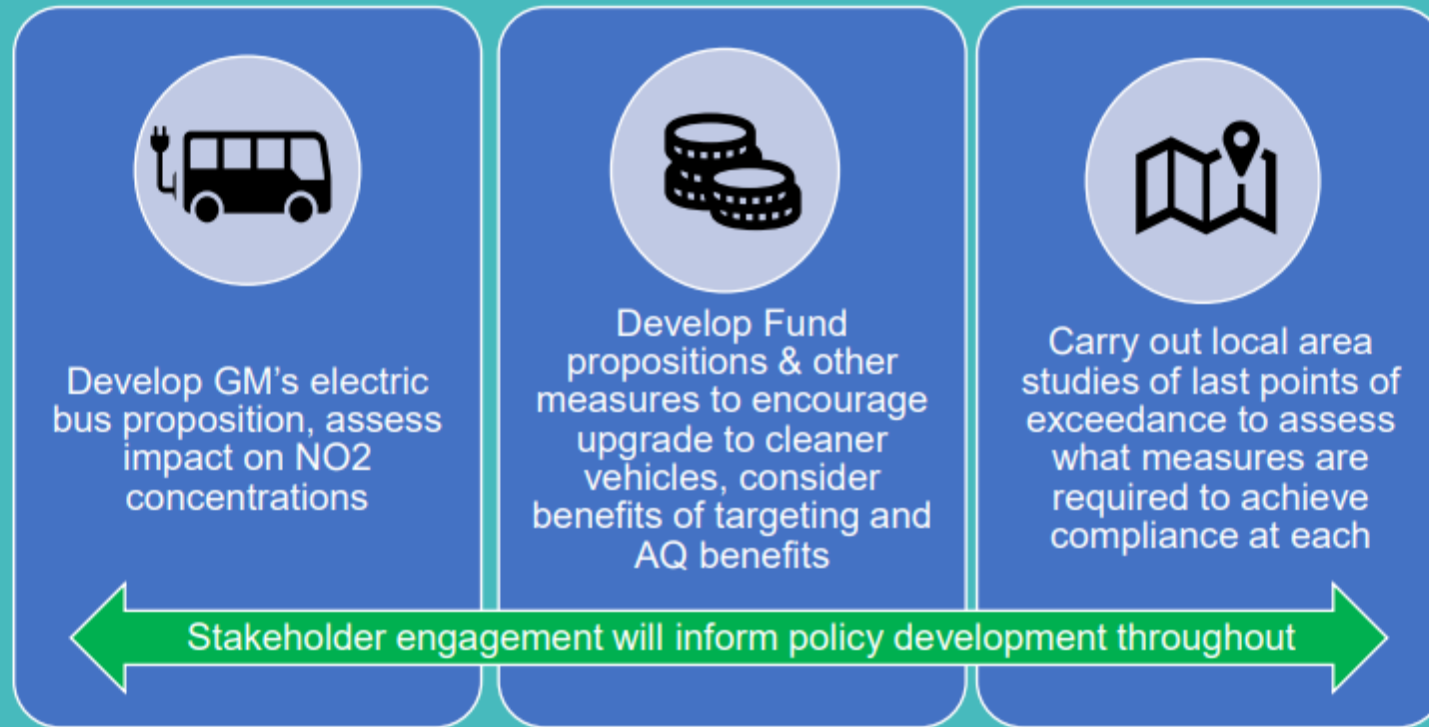 Develop GM’s electric
bus proposition, assess
impact on NO2
concentrations
Develop Fund
propositions & other
measures to encourage
upgrade to cleaner
vehicles, consider
benefits of targeting and
AQ benefits
Carry out local area
studies of last points of
exceedance to assess
what measures are
required to achieve
compliance at each
Stakeholder engagement will inform policy development throughout